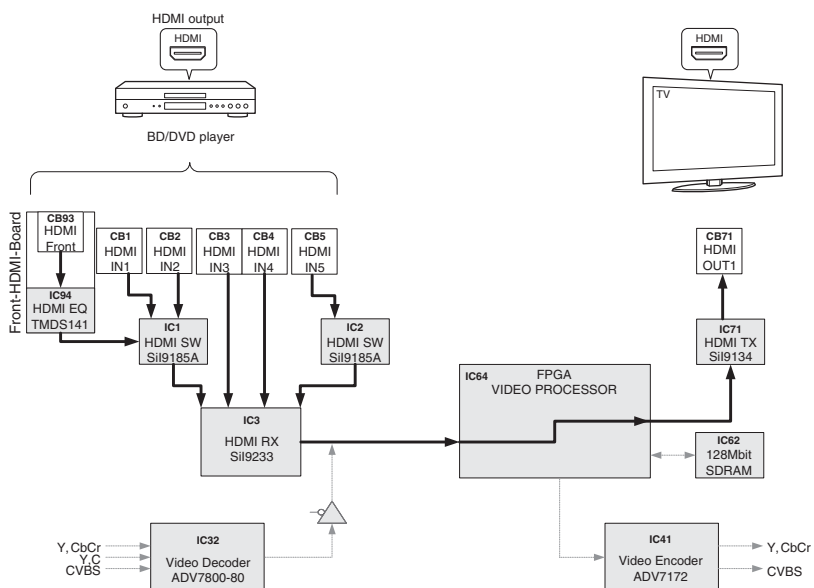 HDMI output
HDMI
HDMI
TV
BD/DVD player
Front-HDMI-Board
CB93
HDMI
Front
CB1
HDMI
IN1
CB2
HDMI
IN2
CB3
HDMI
IN3
CB4
HDMI
IN4
CB5
HDMI
IN5
CB71
HDMI
OUT1
IC94
HDMI EQ
TMDS141
IC1
HDMI SW
SiI9185A
IC2
HDMI SW
SiI9185A
IC71
HDMI TX
SiI9134
IC64
FPGA
VIDEO PROCESSOR
IC3
HDMI RX
SiI9233
IC62
128Mbit
SDRAM
Y, CbCr
Y,C
CVBS
IC32
Video Decoder
ADV7800-80
IC41
Video Encoder
ADV7172
Y, CbCr
CVBS